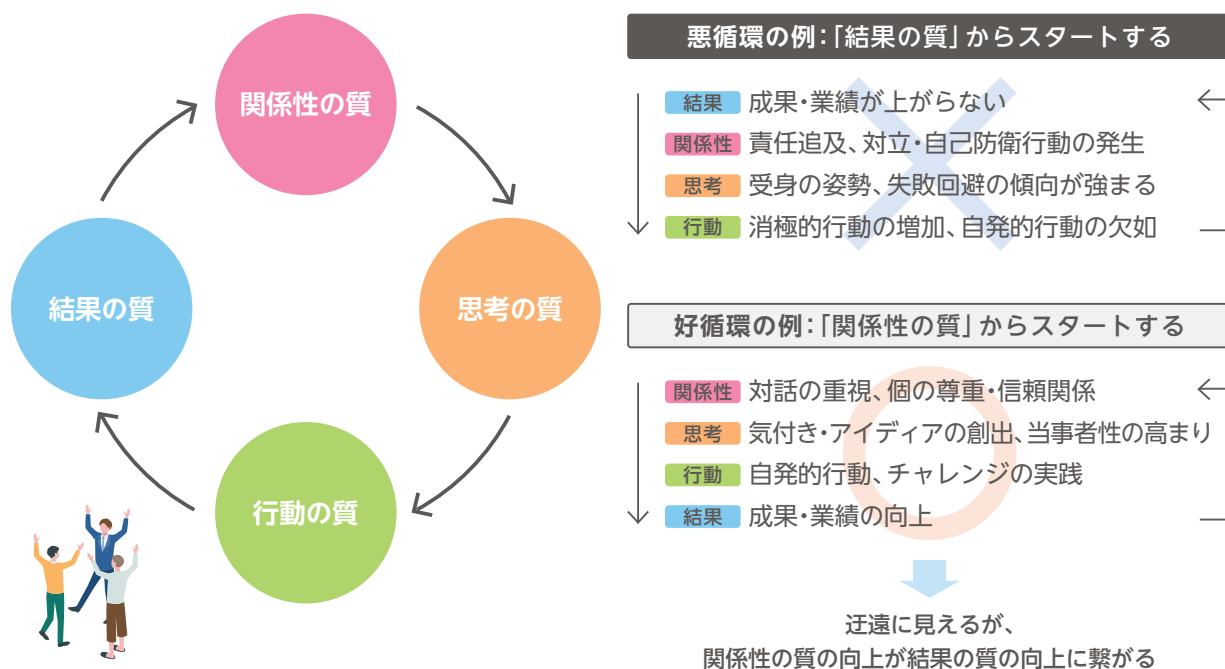 関係性の質
思考の質
行動の質
結果の質
悪循環の例：「結果の質」からスタートする
結果 成果・業績が上がらない
関係性 責任追及、対立・自己防衛行動の発生
思考 受身の姿勢、失敗回避の傾向が強まる
行動 消極的行動の増加、自発的行動の欠如
好循環の例：「関係性の質」からスタートする
関係性 対話の重視、個の尊重・信頼関係
思考 気付き・アイディアの創出、当事者性の高まり
行動 自発的行動、チャレンジの実践
結果 成果・業績の向上
迂遠に見えるが、
関係性の質の向上が結果の質の向上に繋がる